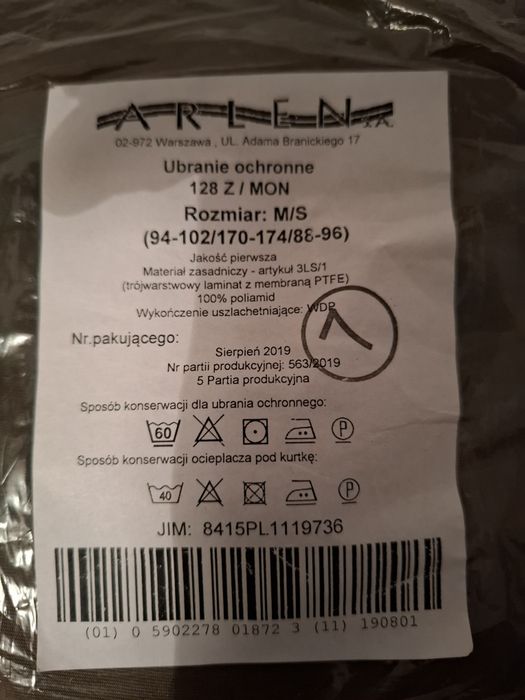 ARLEN S.A.
02-972 Warszawa , UL. Adama Branickiego 17
Ubranie ochronne
128 Z / MON
Rozmiar: M/S
(94-102/170-174/88-96)
Jakość pierwsza
Materiał zasadniczy - artykuł 3LS/1
(trójwarstwowy laminat z membraną PTFE)
100% poliamid
Wykończenie uszlachetniające: WDP
Nr.pakującego:
Sierpień 2019
Nr partii produkcyjnej: 563/2019
5 Partia produkcyjna
Sposób konserwacji dla ubrania ochronnego:
60 P
Sposób konserwacji ocieplacza pod kurtkę:
40 P
JIM: 8415PL1119736
(01) 0 5902278 01872 3 (11) 190801